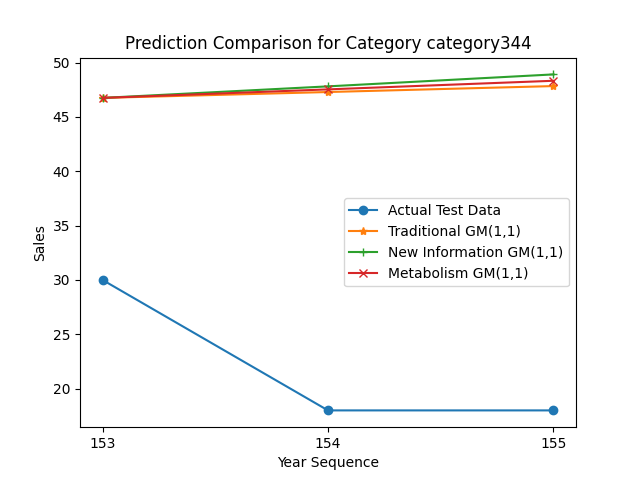 Prediction Comparison for Category category344
50
45
40
35
30
25
20
Sales
Actual Test Data
Traditional GM(1,1)
New Information GM(1,1)
Metabolism GM(1,1)
153
154
155
Year Sequence